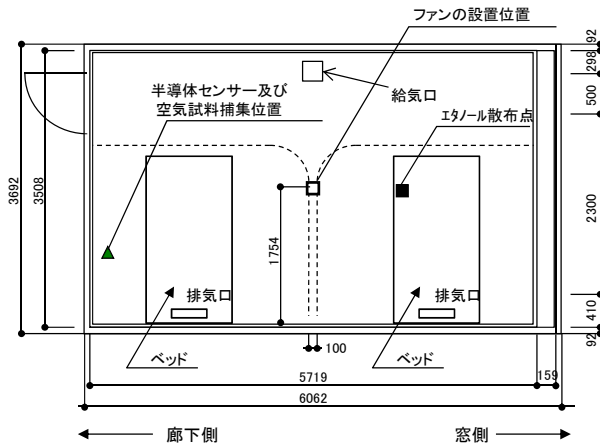 ファンの設置位置
半導体センサー及び
空気試料捕集位置
給気口
エタノール散布点
92
298
500
2300
410
92
3692
3508
1754
排気口
排気口
ベッド
ベッド
100
5719
159
6062
廊下側
窓側